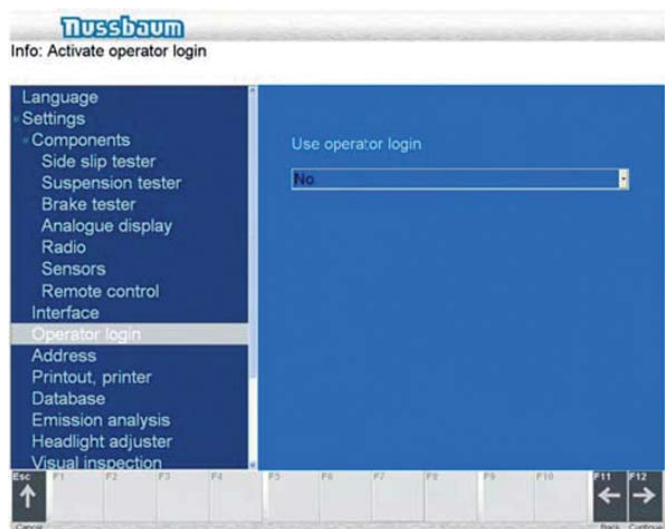 nussbaum
Info: Activate operator login
Language
Settings
Components
Side slip tester
Suspension tester
Brake tester
Analogue display
Radio
Sensors
Remote control
Interface
Operator login
Address
Printout, printer
Database
Emission analysis
Headlight adjuster
Visual inspection
Use operator login
No
Esc F1 F2 F3 F4 F5 F6 F7 F8 F9 F10 F11 F12
Cancel Back Continue